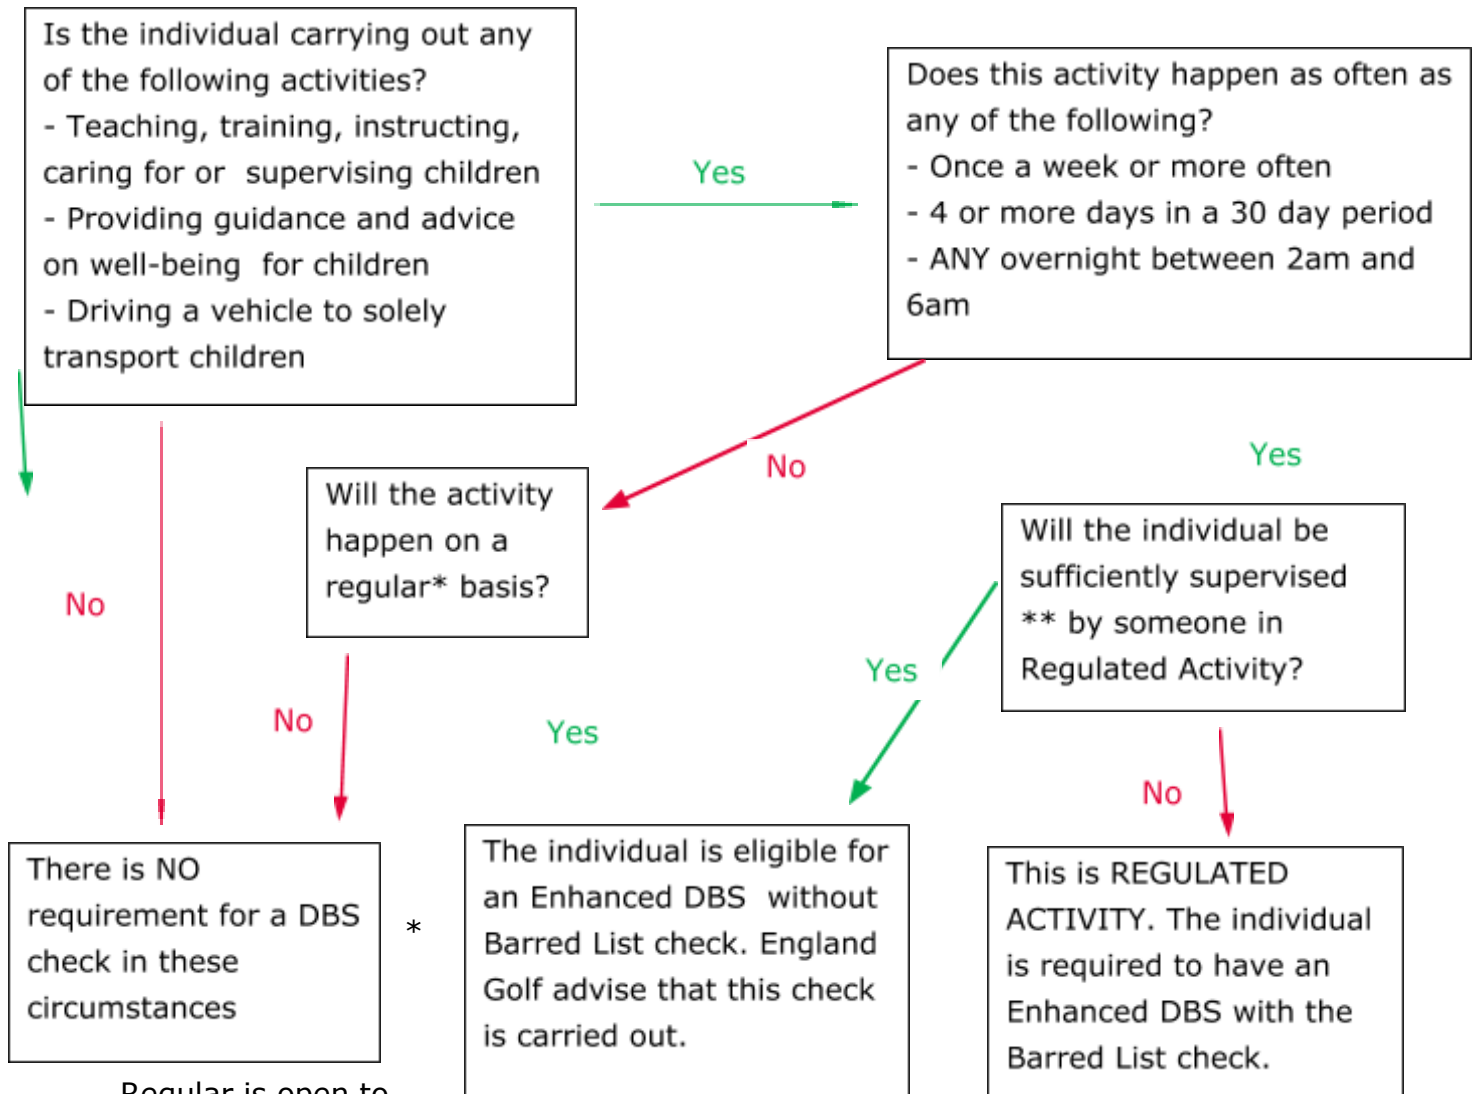 Is the individual carrying out any
of the following activities?
- Teaching, training, instructing,
caring for or  supervising children
- Providing guidance and advice
on well-being  for children
- Driving a vehicle to solely
transport children
Yes
Does this activity happen as often as
any of the following?
- Once a week or more often
- 4 or more days in a 30 day period
- ANY overnight between 2am and
6am
No
Yes
Will the activity
happen on a
regular* basis?
Will the individual be
sufficiently supervised
** by someone in
Regulated Activity?
No
Yes
No
Yes
No
There is NO
requirement for a DBS
check in these
circumstances
*
The individual is eligible for
an Enhanced DBS  without
Barred List check. England
Golf advise that this check
is carried out.
This is REGULATED
ACTIVITY. The individual
is required to have an
Enhanced DBS with the
Barred List check.
Regular is open to